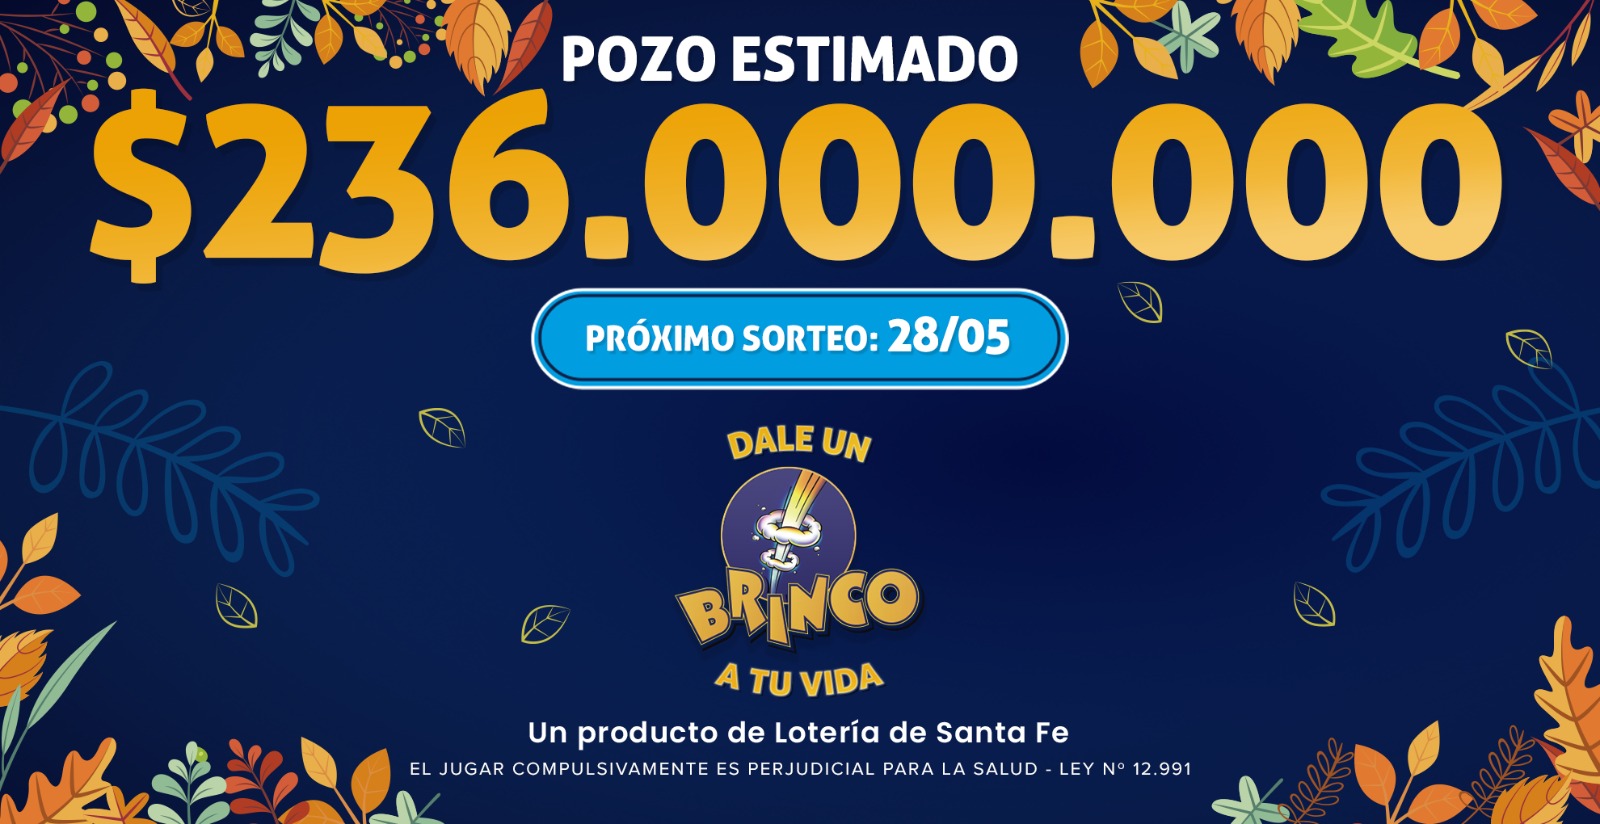 POZO ESTIMADO
$236.000.000
PRÓXIMO SORTEO: 28/05
DALE UN
BRINCO
A TU VIDA
Un producto de Lotería de Santa Fe
EL JUGAR COMPULSIVAMENTE ES PERJUDICIAL PARA LA SALUD - LEY Nº 12.991